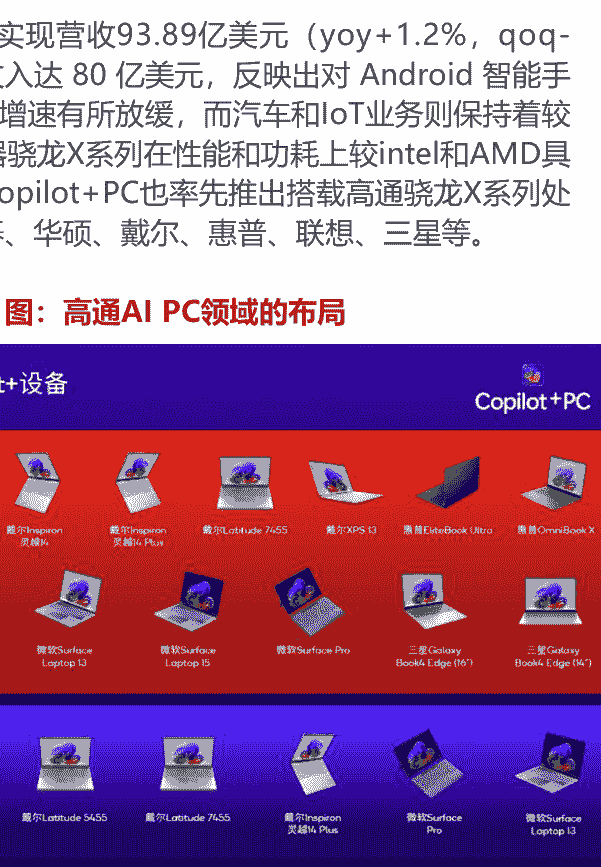 实现营收93.89亿美元（yoy+1.2%，qoq-
入达 80 亿美元，反映出对 Android 智能手
增速有所放缓，而汽车和IoT业务则保持着较
骁龙X系列在性能和功耗上较intel和AMD具
opilot+PC也率先推出搭载高通骁龙X系列处
、华硕、戴尔、惠普、联想、三星等。
图：高通AI PC领域的布局
t+设备
Copilot+PC
戴尔Inspiron 灵越14 戴尔Inspiron 灵越14 Plus 戴尔Latitude 7455 戴尔XPS 13 惠普EliteBook Ultra 惠普OmniBook X
微软Surface Laptop 13 微软Surface Laptop 15 微软Surface Pro 三星Galaxy Book4 Edge (16") 三星Galaxy Book4 Edge (14")
戴尔Latitude 5455 戴尔Latitude 7455 戴尔Inspiron 灵越14 Plus 微软Surface Pro 微软Surface Laptop 13